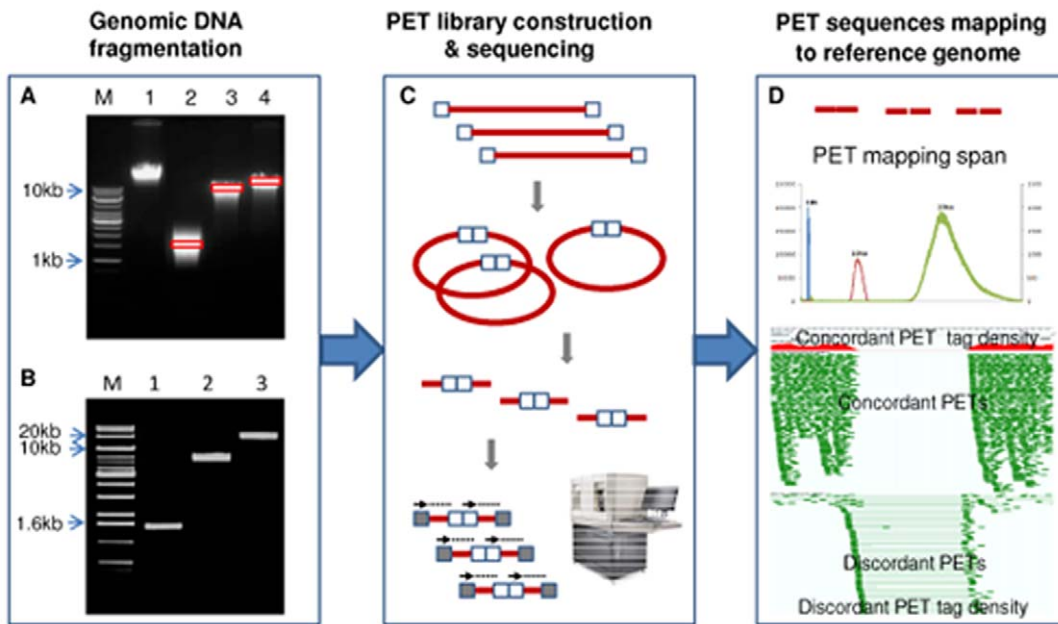 Genomic DNA
fragmentation
PET library construction
& sequencing
PET sequences mapping
to reference genome
A
M 1 2 3 4
10kb
1kb
B
M 1 2 3
20kb
10kb
1.6kb
C
D
PET mapping span
Concordant PET tag density
Concordant PETs
Discordant PETs
Discordant PET tag density